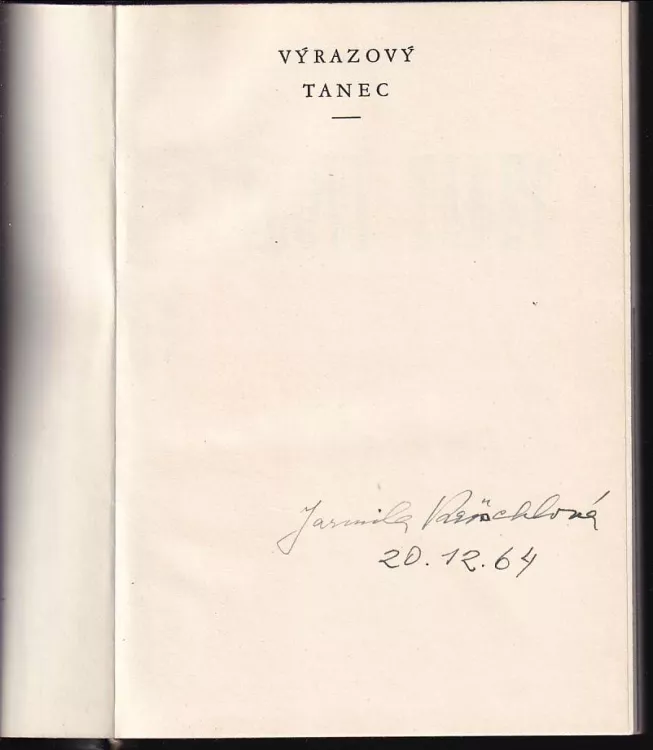 VÝRAZOVÝ
TANEC
Jarmila Kröschlová
20.12.64